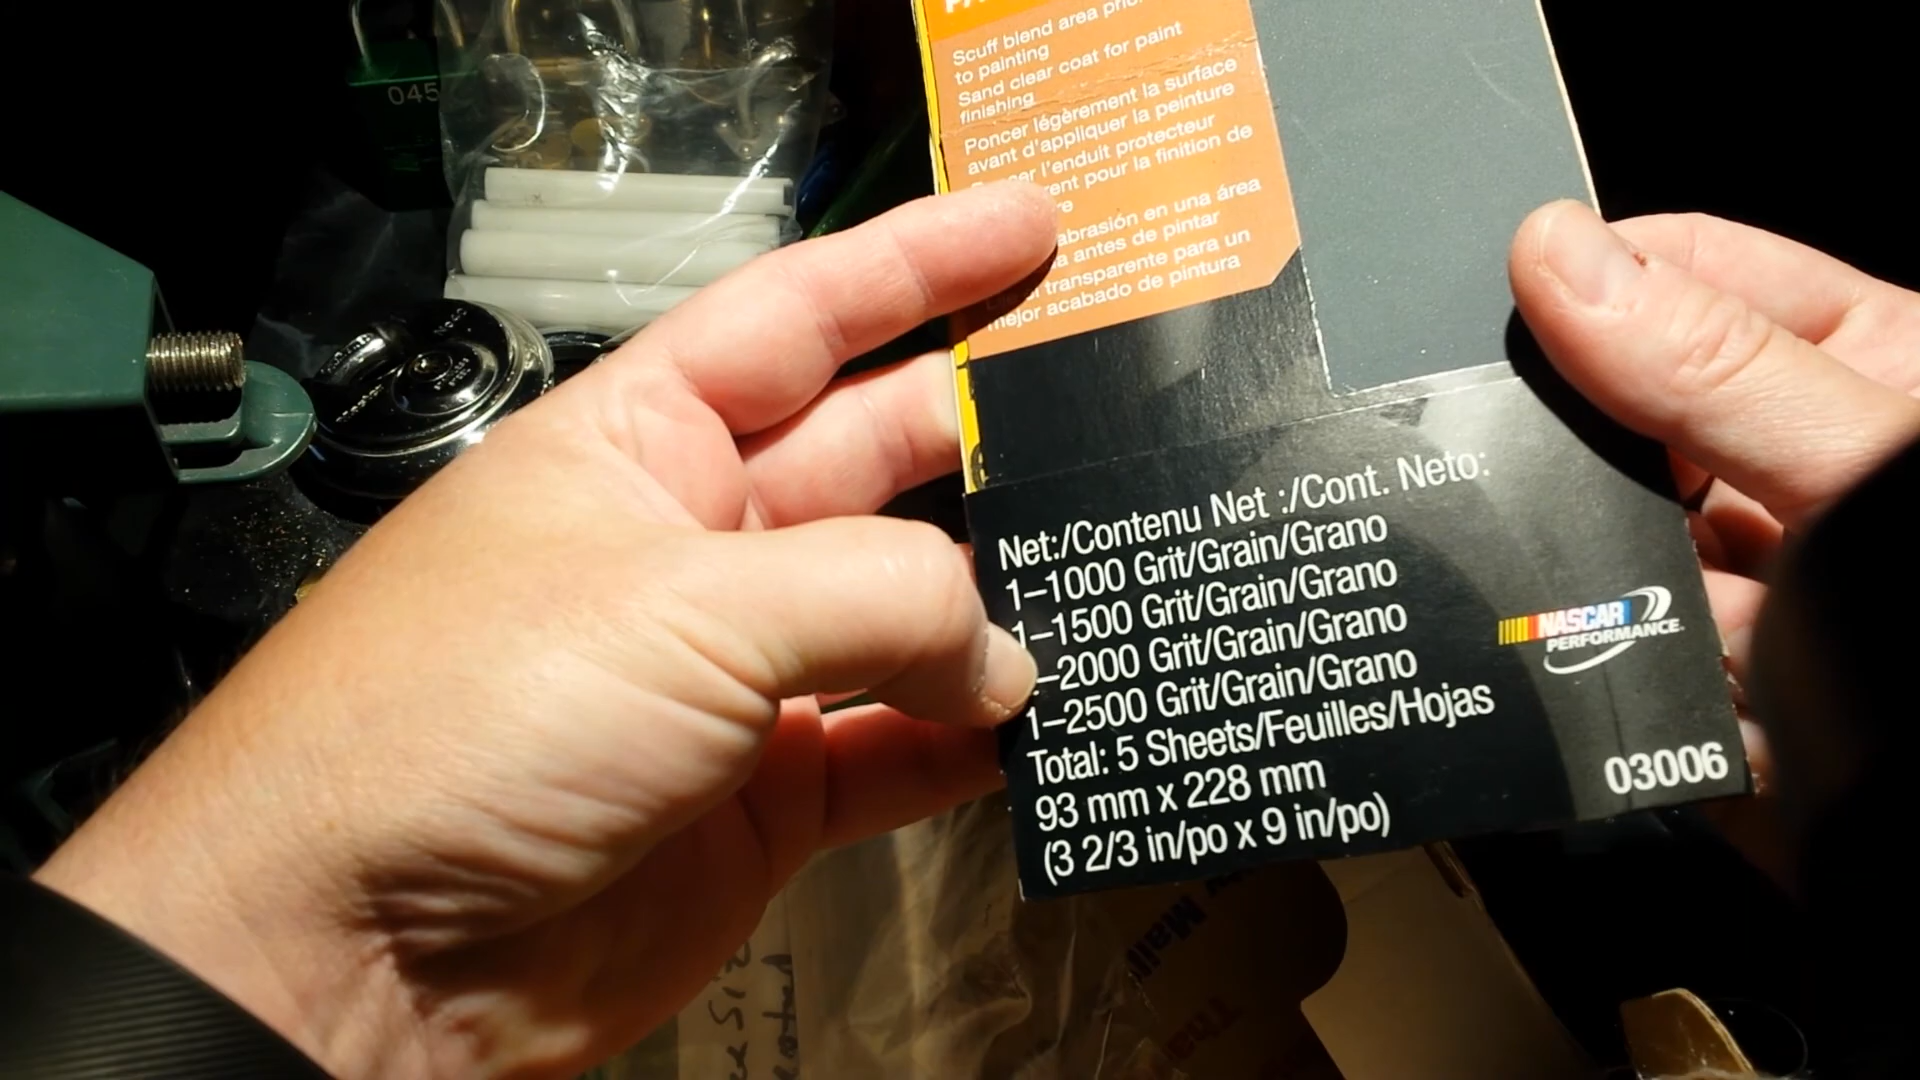 045
Scuff blend area
to painting
Sand clear coat for paint
finishing
Poncer légèrement la surface
avant d'appliquer la peinture
l'enduit protecteur
pour la finition de
abrasión en una área
antes de pintar
transparente para un
mejor acabado de pintura
Net:/Contenu Net :/Cont. Neto:
1–1000 Grit/Grain/Grano
1–1500 Grit/Grain/Grano
–2000 Grit/Grain/Grano
1–2500 Grit/Grain/Grano
Total: 5 Sheets/Feuilles/Hojas
93 mm x 228 mm
(3 2/3 in/po x 9 in/po)
NASCAR
PERFORMANCE
03006